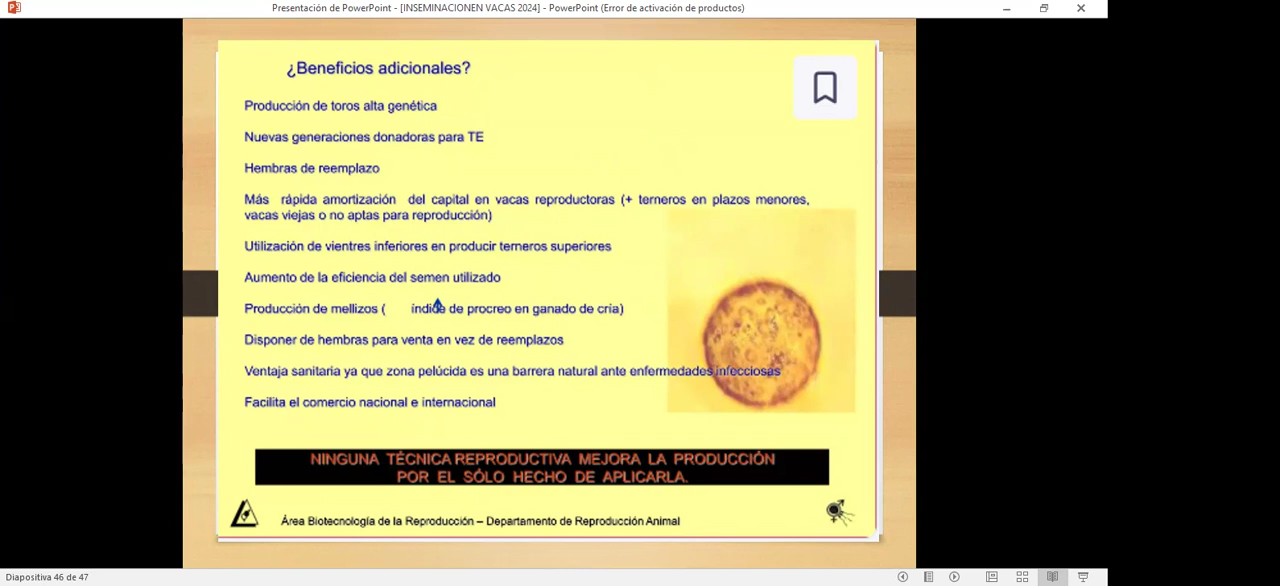 Presentación de PowerPoint - [INSEMINACIONEN VACAS 2024] - PowerPoint (Error de activación de productos)
¿Beneficios adicionales?
Producción de toros alta genética
Nuevas generaciones donadoras para TE
Hembras de reemplazo
Más rápida amortización del capital en vacas reproductoras (+ terneros en plazos menores,
vacas viejas o no aptas para reproducción)
Utilización de vientres inferiores en producir terneros superiores
Aumento de la eficiencia del semen utilizado
Producción de mellizos ( índice de procreo en ganado de cría)
Disponer de hembras para venta en vez de reemplazos
Ventaja sanitaria ya que zona pelúcida es una barrera natural ante enfermedades infecciosas
Facilita el comercio nacional e internacional
NINGUNA TÉCNICA REPRODUCTIVA MEJORA LA PRODUCCIÓN
POR EL SÓLO HECHO DE APLICARLA.
Área Biotecnología de la Reproducción – Departamento de Reproducción Animal
Diapositiva 46 de 47